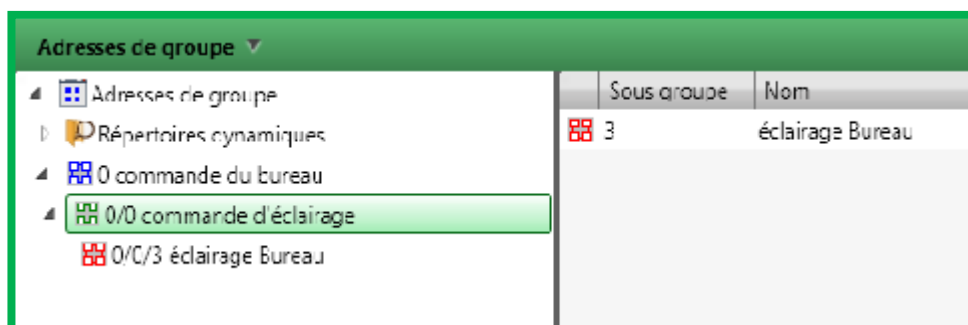 Adresses de groupe
Adresses de groupe
Répertoires dynamiques
0 commande du bureau
0/0 commande d'éclairage
0/0/3 éclairage Bureau
Sous groupe Nom
3 éclairage Bureau